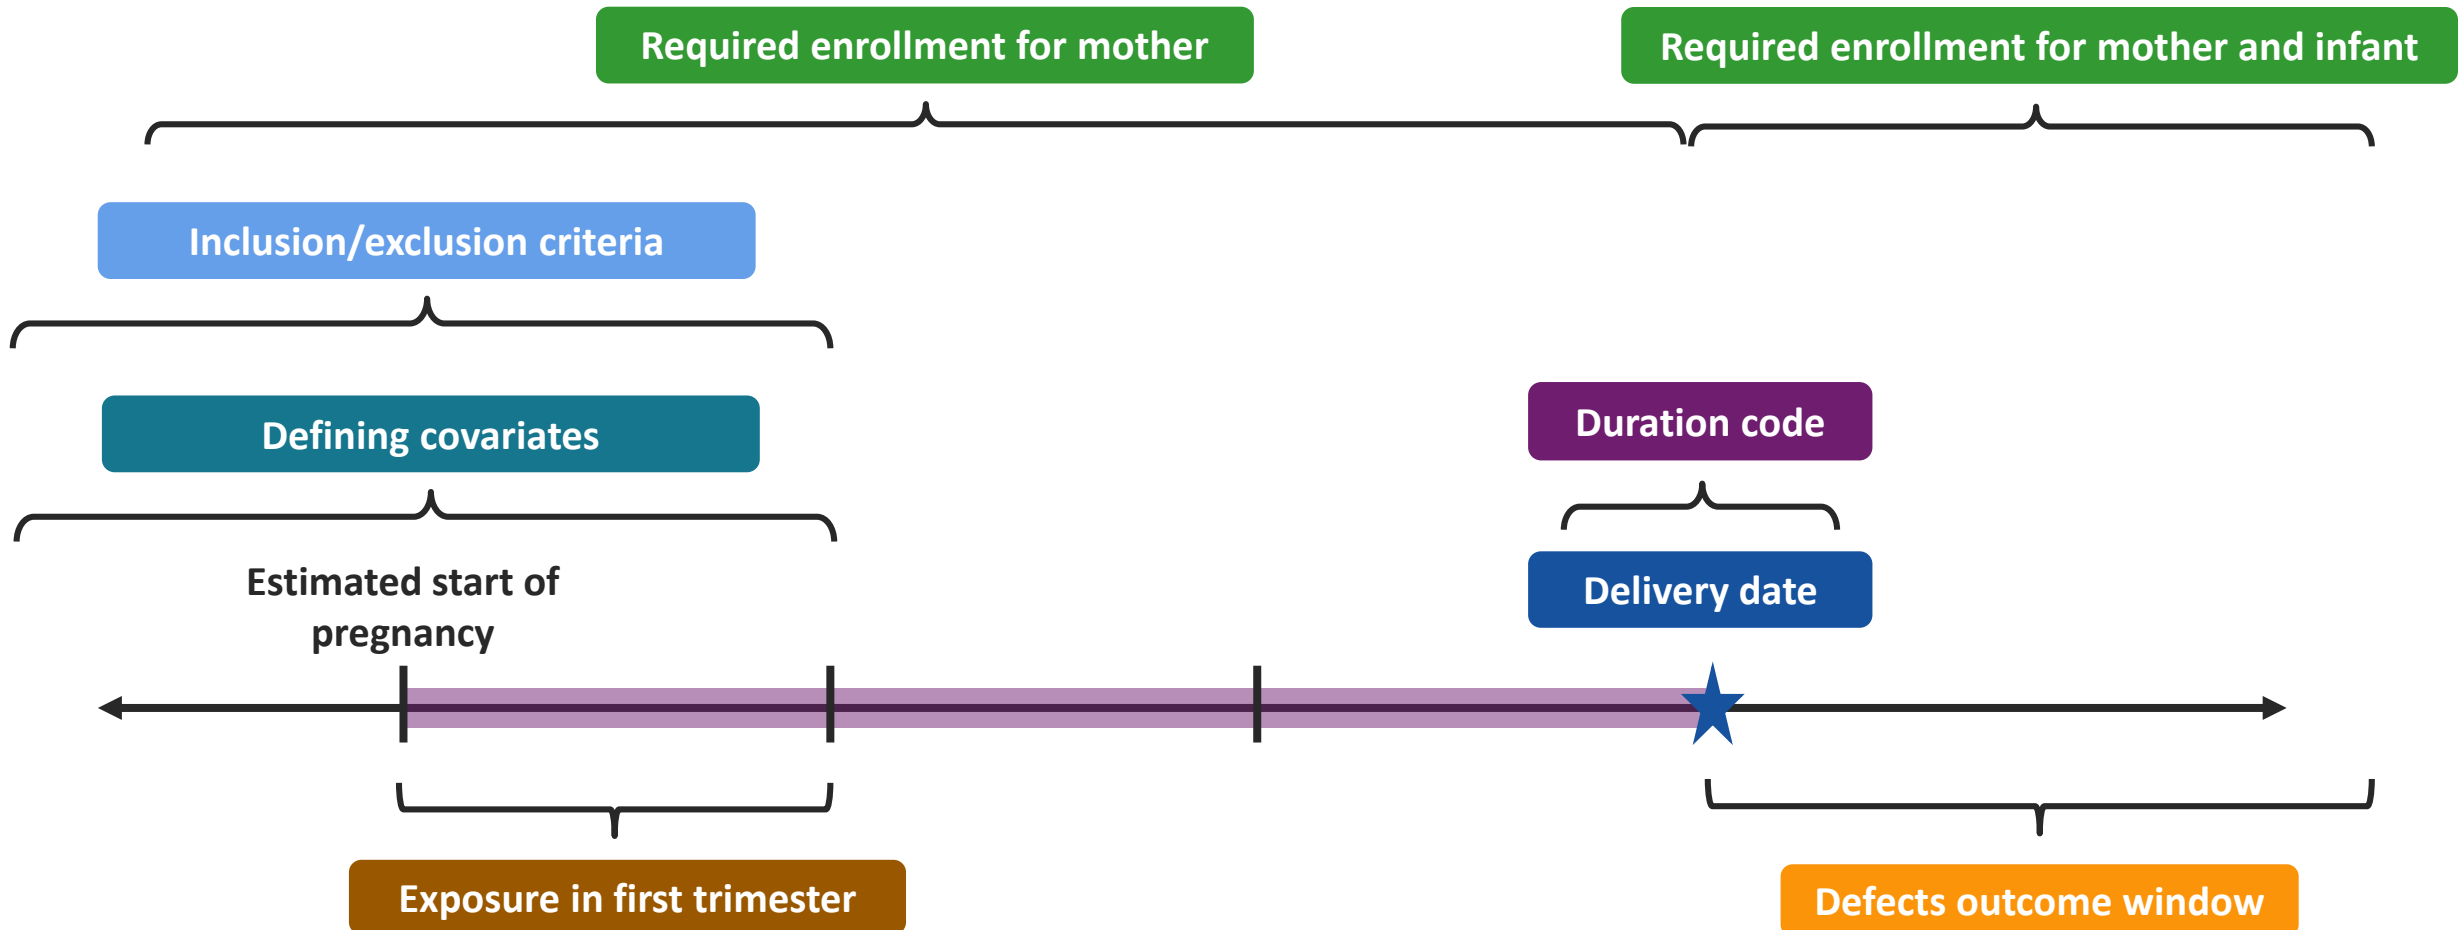 Required enrollment for mother
Required enrollment for mother and infant
Inclusion/exclusion criteria
Defining covariates
Duration code
Estimated start of
pregnancy
Delivery date
Exposure in first trimester
Defects outcome window